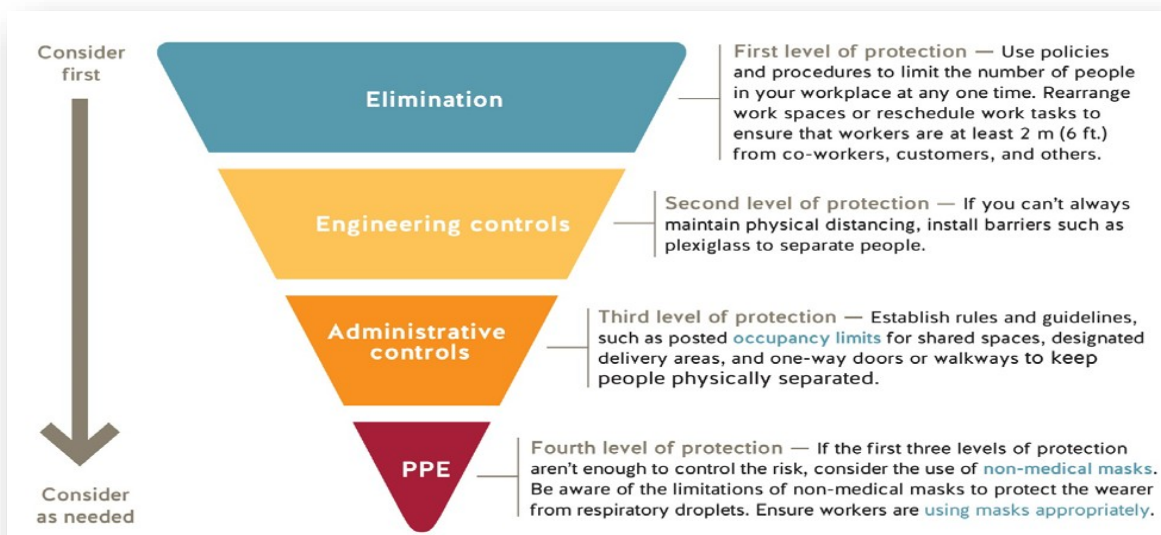 Consider
first
Elimination
First level of protection — Use policies
and procedures to limit the number of people
in your workplace at any one time. Rearrange
work spaces or reschedule work tasks to
ensure that workers are at least 2 m (6 ft.)
from co-workers, customers, and others.
Engineering controls
Second level of protection — If you can't always
maintain physical distancing, install barriers such as
plexiglass to separate people.
Administrative
controls
Third level of protection — Establish rules and guidelines,
such as posted occupancy limits for shared spaces, designated
delivery areas, and one-way doors or walkways to keep
people physically separated.
PPE
Fourth level of protection — If the first three levels of protection
aren't enough to control the risk, consider the use of non-medical masks.
Be aware of the limitations of non-medical masks to protect the wearer
from respiratory droplets. Ensure workers are using masks appropriately.
Consider
as needed